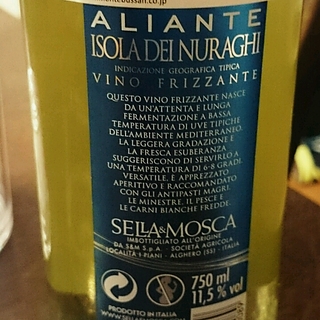 mentebussan.co.jp
ALIANTE
ISOLA DEI NURAGHI
INDICAZIONE GEOGRAFICA TIPICA
VINO FRIZZANTE
QUESTO VINO FRIZZANTE NASCE
DA UN'ATTENTA E LUNGA
FERMENTAZIONE A BASSA
TEMPERATURA DI UVE TIPICHE
DELL'AMBIENTE MEDITERRANEO.
LA LEGGERA GRADAZIONE E
LA FRESCA ESUBERANZA
SUGGERISCONO DI SERVIRLO A
UNA TEMPERATURA DI 6-8 GRADI.
VERSATILE, È APPREZZATO
APERITIVO E RACCOMANDATO
CON GLI ANTIPASTI MAGRI,
LE MINESTRE, IL PESCE E
LE CARNI BIANCHE FREDDE.
SELLA&MOSCA
IMBOTTIGLIATO ALL'ORIGINE
DA S&M S.p.A. - SOCIETÀ AGRICOLA
LOCALITÀ I PIANI - ALGHERO (SS) - ITALIA
750 ml
11,5 % vol
PRODOTTO IN ITALIA